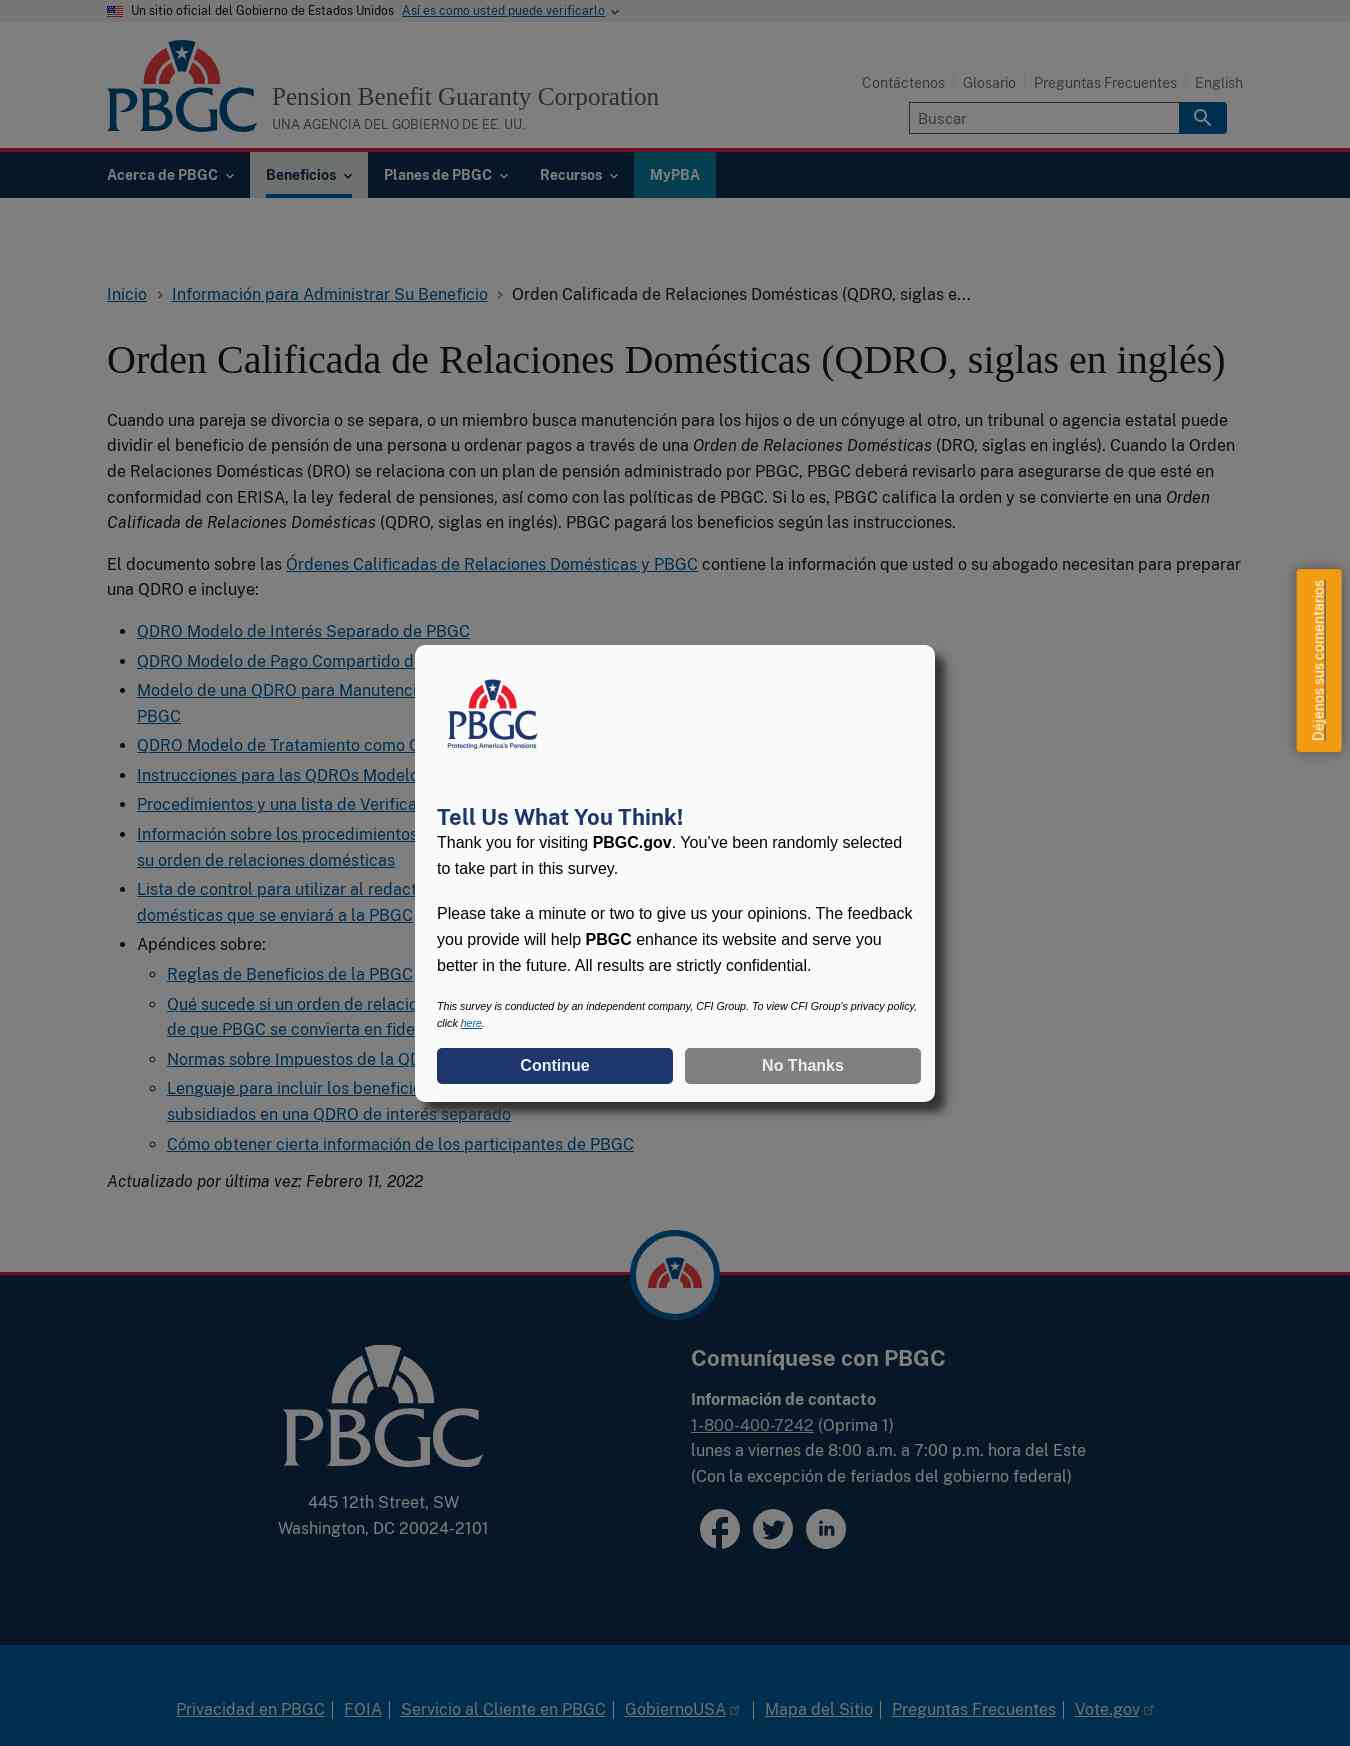 Un sitio oficial del Gobierno de Estados Unidos Así es como usted puede verificarlo
PBGC
Pension Benefit Guaranty Corporation
UNA AGENCIA DEL GOBIERNO DE EE. UU.
Contáctenos Glosario Preguntas Frecuentes English
Buscar
Acerca de PBGC Beneficios Planes de PBGC Recursos MyPBA
Inicio Información para Administrar Su Beneficio Orden Calificada de Relaciones Domésticas (QDRO, siglas e...
Orden Calificada de Relaciones Domésticas (QDRO, siglas en inglés)
Cuando una pareja se divorcia o se separa, o un miembro busca manutención para los hijos o de un cónyuge al otro, un tribunal o agencia estatal puede
dividir el beneficio de pensión de una persona u ordenar pagos a través de una Orden de Relaciones Domésticas (DRO, siglas en inglés). Cuando la Orden
de Relaciones Domésticas (DRO) se relaciona con un plan de pensión administrado por PBGC, PBGC deberá revisarlo para asegurarse de que esté en
conformidad con ERISA, la ley federal de pensiones, así como con las políticas de PBGC. Si lo es, PBGC califica la orden y se convierte en una Orden
Calificada de Relaciones Domésticas (QDRO, siglas en inglés). PBGC pagará los beneficios según las instrucciones.
El documento sobre las Órdenes Calificadas de Relaciones Domésticas y PBGC contiene la información que usted o su abogado necesitan para preparar
una QDRO e incluye:
QDRO Modelo de Interés Separado de PBGC
QDRO Modelo de Pago Compartido d
Modelo de una QDRO para Manutenci
PBGC
QDRO Modelo de Tratamiento como C
Instrucciones para las QDROs Modelo
Procedimientos y una lista de Verifica
Información sobre los procedimientos
su orden de relaciones domésticas
Lista de control para utilizar al redact
domésticas que se enviará a la PBGC
Apéndices sobre:
Reglas de Beneficios de la PBGC
Qué sucede si un orden de relacio
de que PBGC se convierta en fide
Normas sobre Impuestos de la QD
Lenguaje para incluir los beneficio
subsidiados en una QDRO de interés separado
Cómo obtener cierta información de los participantes de PBGC
Actualizado por última vez: Febrero 11, 2022
Déjenos sus comentarios
PBGC
Protecting America's Pensions
Tell Us What You Think!
Thank you for visiting PBGC.gov. You've been randomly selected
to take part in this survey.
Please take a minute or two to give us your opinions. The feedback
you provide will help PBGC enhance its website and serve you
better in the future. All results are strictly confidential.
This survey is conducted by an independent company, CFI Group. To view CFI Group's privacy policy,
click here.
Continue No Thanks
PBGC
445 12th Street, SW
Washington, DC 20024-2101
Comuníquese con PBGC
Información de contacto
1-800-400-7242 (Oprima 1)
lunes a viernes de 8:00 a.m. a 7:00 p.m. hora del Este
(Con la excepción de feriados del gobierno federal)
in
Privacidad en PBGC FOIA Servicio al Cliente en PBGC GobiernoUSA Mapa del Sitio Preguntas Frecuentes Vote.gov